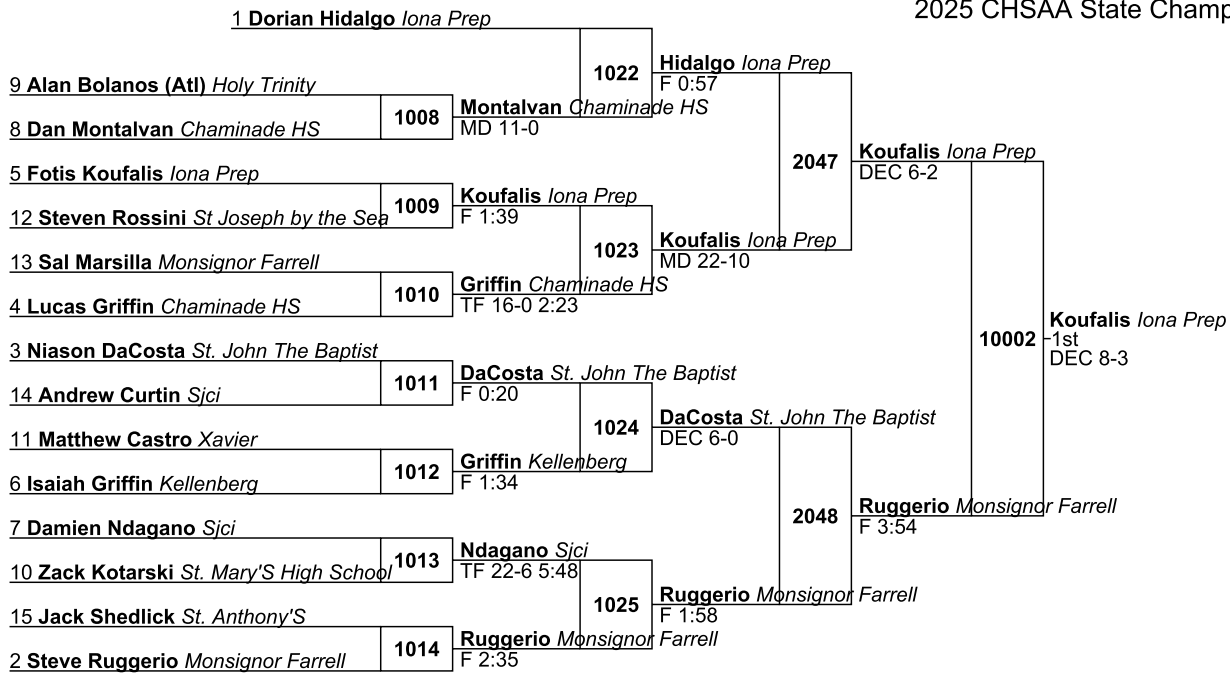 2025 CHSAA State Champ
1 Dorian Hidalgo Iona Prep
9 Alan Bolanos (Atl) Holy Trinity
8 Dan Montalvan Chaminade HS
5 Fotis Koufalis Iona Prep
12 Steven Rossini St Joseph by the Sea
13 Sal Marsilla Monsignor Farrell
4 Lucas Griffin Chaminade HS
3 Niason DaCosta St. John The Baptist
14 Andrew Curtin Sjci
11 Matthew Castro Xavier
6 Isaiah Griffin Kellenberg
7 Damien Ndagano Sjci
10 Zack Kotarski St. Mary'S High School
15 Jack Shedlick St. Anthony'S
2 Steve Ruggerio Monsignor Farrell
1008
1009
1010
1011
1012
1013
1014
Montalvan Chaminade HS
MD 11-0
Koufalis Iona Prep
F 1:39
Griffin Chaminade HS
TF 16-0 2:23
DaCosta St. John The Baptist
F 0:20
Griffin Kellenberg
F 1:34
Ndagano Sjci
TF 22-6 5:48
Ruggerio Monsignor Farrell
F 2:35
1022
1023
1024
1025
Hidalgo Iona Prep
F 0:57
Koufalis Iona Prep
MD 22-10
DaCosta St. John The Baptist
DEC 6-0
Ruggerio Monsignor Farrell
F 1:58
2047
2048
Koufalis Iona Prep
DEC 6-2
Ruggerio Monsignor Farrell
F 3:54
10002
Koufalis Iona Prep
1st
DEC 8-3